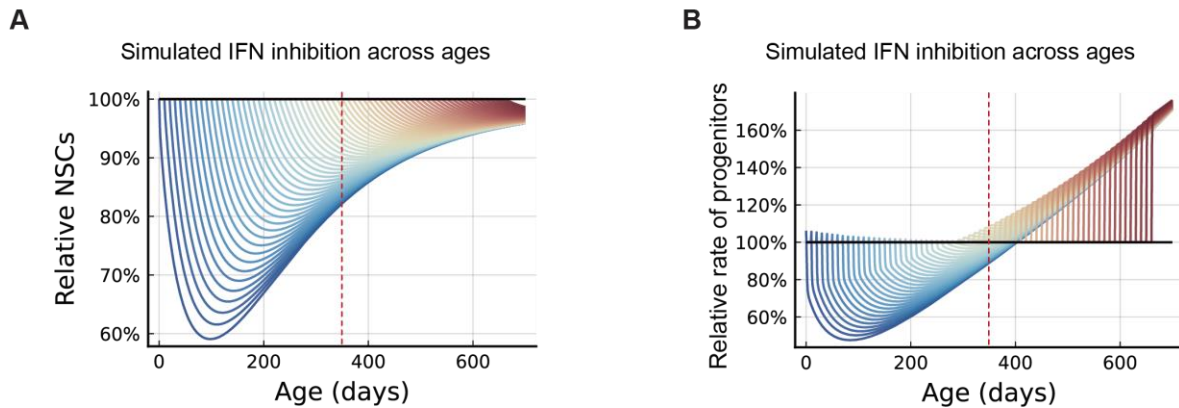 A
Simulated IFN inhibition across ages
Relative NSCs
100%
90%
80%
70%
60%
0 200 400 600
Age (days)
B
Simulated IFN inhibition across ages
Relative rate of progenitors
160%
140%
120%
100%
80%
60%
0 200 400 600
Age (days)